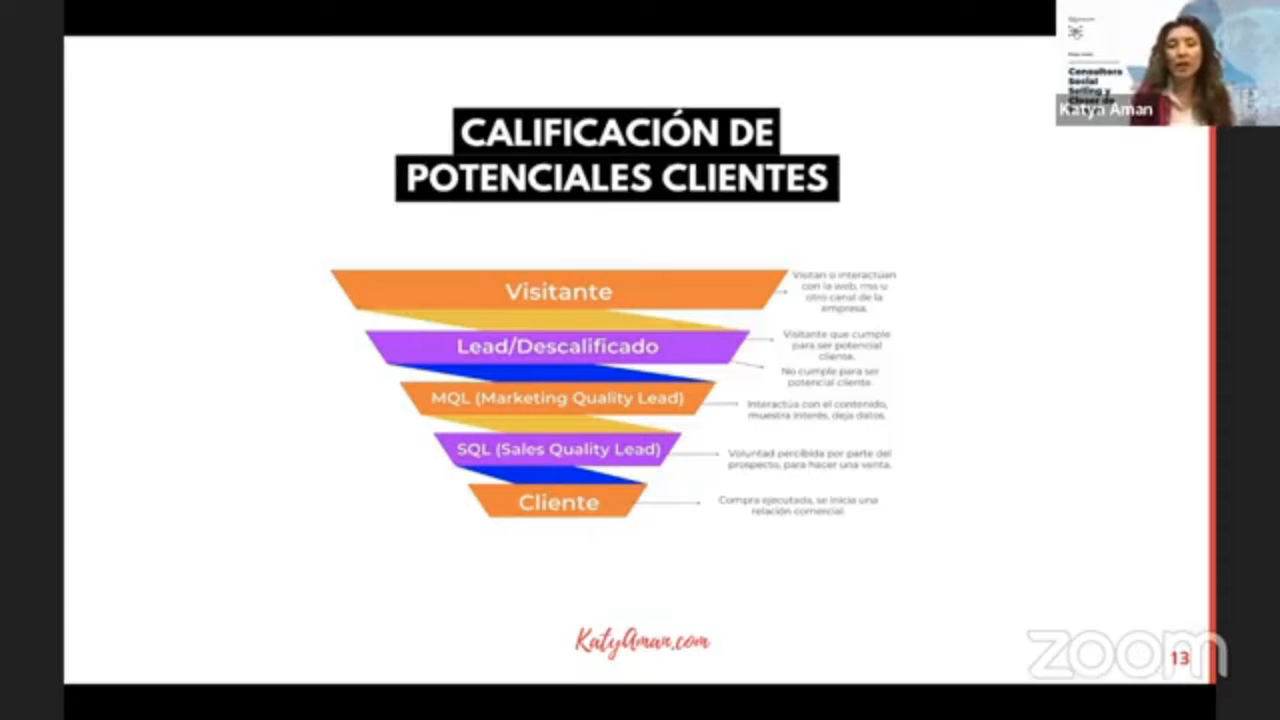 CALIFICACIÓN DE
POTENCIALES CLIENTES
Visitante
Visitan o interactúan
con la web, rrss u
otro canal de la
empresa.
Lead/Descalificado
Visitante que cumple
para ser potencial
cliente.
No cumple para ser
potencial cliente.
MQL (Marketing Quality Lead)
Interactúa con el contenido,
muestra interés, deja datos.
SQL (Sales Quality Lead)
Voluntad percibida por parte del
prospecto, para hacer una venta.
Cliente
Compra ejecutada, se inicia una
relación comercial
KatyAman.com
13
zoom
Consultora
Social
Selling y
Closer de
Katya Aman